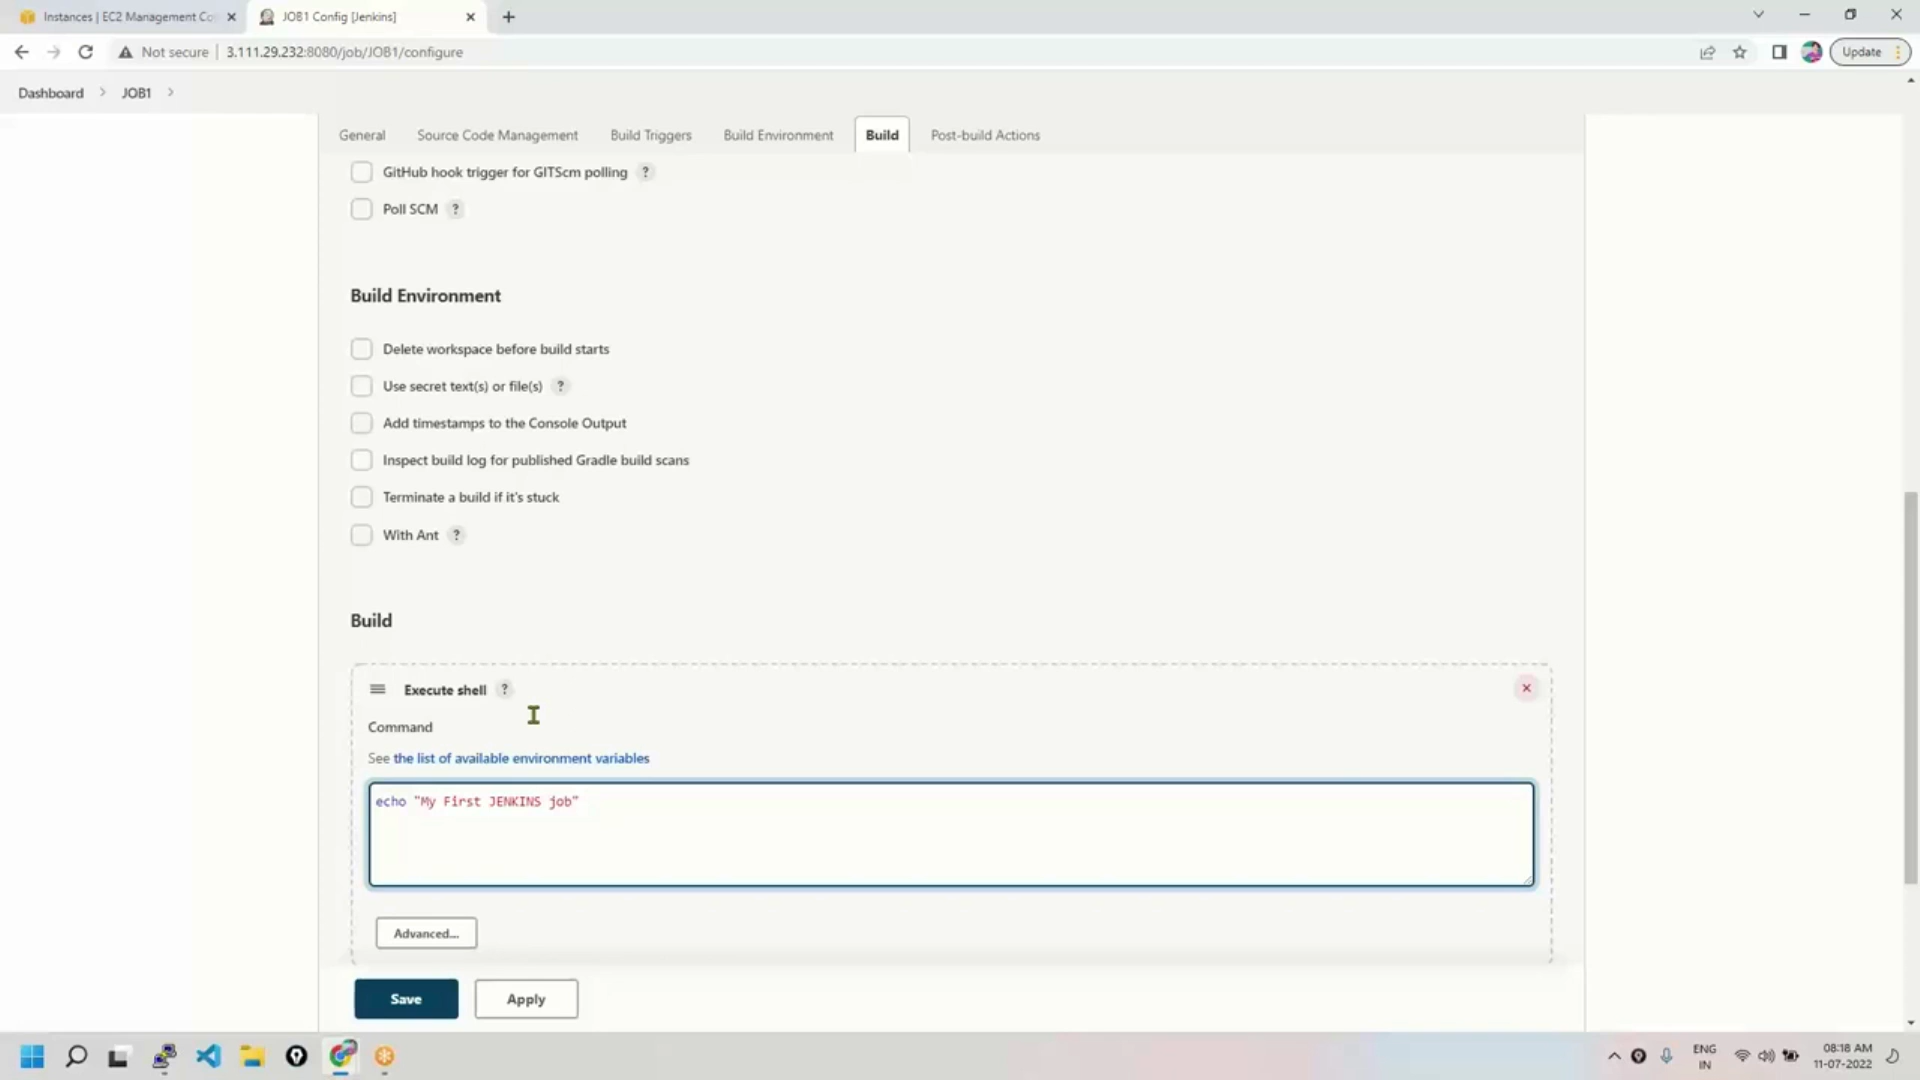 Instances | EC2 Management Co
JOB1 Config [Jenkins]
Not secure
3.111.29.232:8080/job/JOB1/configure
Update
Dashboard
JOB1
General
Source Code Management
Build Triggers
Build Environment
Build
Post-build Actions
GitHub hook trigger for GITScm polling ?
Poll SCM ?
Build Environment
Delete workspace before build starts
Use secret text(s) or file(s) ?
Add timestamps to the Console Output
Inspect build log for published Gradle build scans
Terminate a build if it's stuck
With Ant ?
Build
Execute shell ?
Command
See the list of available environment variables
echo "My First JENKINS job"
Advanced...
Save
Apply
ENG
IN
08:18 AM
11-07-2022